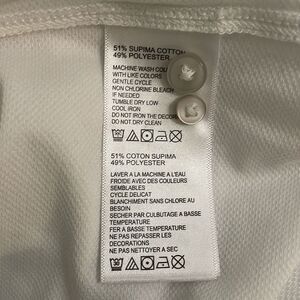 51% SUPIMA COTTON
49% POLYESTER
MACHINE WASH COL
WITH LIKE COLORS
GENTLE CYCLE
NON CHLORINE BLEACH
IF NEEDED
TUMBLE DRY LOW
COOL IRON
DO NOT IRON THE DECOR
DO NOT DRY CLEAN
51% COTON SUPIMA
49% POLYESTER
LAVER A LA MACHINE A L'EAU
FROIDE AVEC DES COULEURS
SEMBLABLES
CYCLE DELICAT
BLANCHIMENT SANS CHLORE AU
BESOIN
SECHER PAR CULBUTAGE A BASSE
TEMPERATURE
FER A BASSE TEMPERATURE
NE PAS REPASSER LES
DECORATIONS
NE PAS NETTOYER A SEC